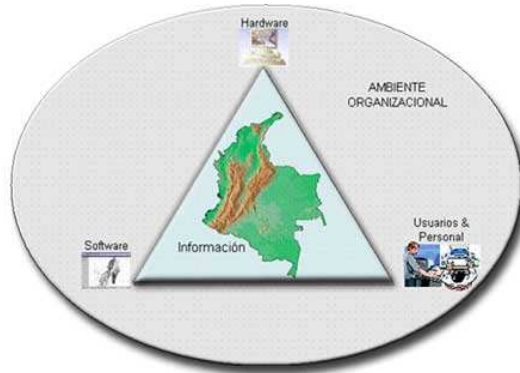 Hardware
AMBIENTE
ORGANIZACIONAL
Usuarios &
Personal
Software
Información